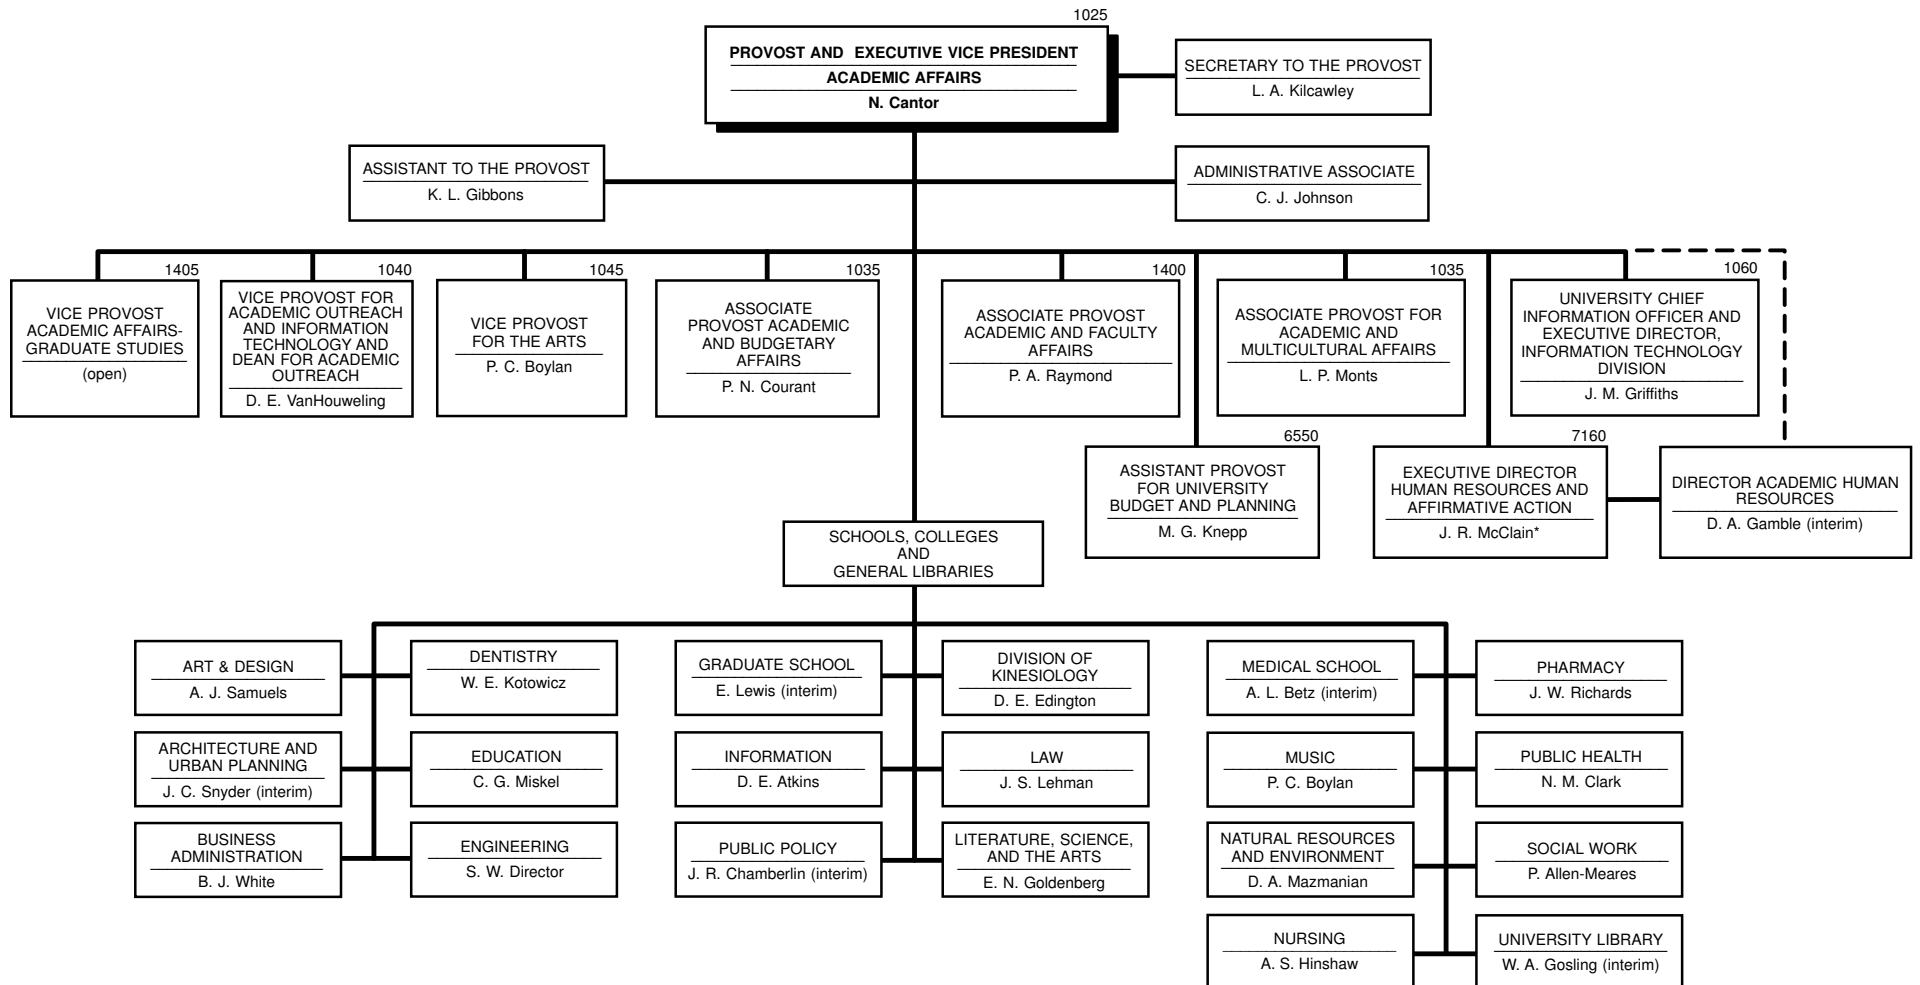 1025
PROVOST AND EXECUTIVE VICE PRESIDENT
ACADEMIC AFFAIRS
N. Cantor
SECRETARY TO THE PROVOST
L. A. Kilcawley
ASSISTANT TO THE PROVOST
K. L. Gibbons
ADMINISTRATIVE ASSOCIATE
C. J. Johnson
1405
VICE PROVOST
ACADEMIC AFFAIRS-
GRADUATE STUDIES
(open)
1040
VICE PROVOST FOR
ACADEMIC OUTREACH
AND INFORMATION
TECHNOLOGY AND
DEAN FOR ACADEMIC
OUTREACH
D. E. VanHouweling
1045
VICE PROVOST
FOR THE ARTS
P. C. Boylan
1035
ASSOCIATE
PROVOST ACADEMIC
AND BUDGETARY
AFFAIRS
P. N. Courant
1400
ASSOCIATE PROVOST
ACADEMIC AND FACULTY
AFFAIRS
P. A. Raymond
1035
ASSOCIATE PROVOST FOR
ACADEMIC AND
MULTICULTURAL AFFAIRS
L. P. Monts
1060
UNIVERSITY CHIEF
INFORMATION OFFICER AND
EXECUTIVE DIRECTOR,
INFORMATION TECHNOLOGY
DIVISION
J. M. Griffiths
6550
ASSISTANT PROVOST
FOR UNIVERSITY
BUDGET AND PLANNING
M. G. Knepp
7160
EXECUTIVE DIRECTOR
HUMAN RESOURCES AND
AFFIRMATIVE ACTION
J. R. McClain*
DIRECTOR ACADEMIC HUMAN
RESOURCES
D. A. Gamble (interim)
SCHOOLS, COLLEGES
AND
GENERAL LIBRARIES
ART & DESIGN
A. J. Samuels
DENTISTRY
W. E. Kotowicz
GRADUATE SCHOOL
E. Lewis (interim)
DIVISION OF
KINESIOLOGY
D. E. Edington
MEDICAL SCHOOL
A. L. Betz (interim)
PHARMACY
J. W. Richards
ARCHITECTURE AND
URBAN PLANNING
J. C. Snyder (interim)
EDUCATION
C. G. Miskel
INFORMATION
D. E. Atkins
LAW
J. S. Lehman
MUSIC
P. C. Boylan
PUBLIC HEALTH
N. M. Clark
BUSINESS
ADMINISTRATION
B. J. White
ENGINEERING
S. W. Director
PUBLIC POLICY
J. R. Chamberlin (interim)
LITERATURE, SCIENCE,
AND THE ARTS
E. N. Goldenberg
NATURAL RESOURCES
AND ENVIRONMENT
D. A. Mazmanian
SOCIAL WORK
P. Allen-Meares
NURSING
A. S. Hinshaw
UNIVERSITY LIBRARY
W. A. Gosling (interim)